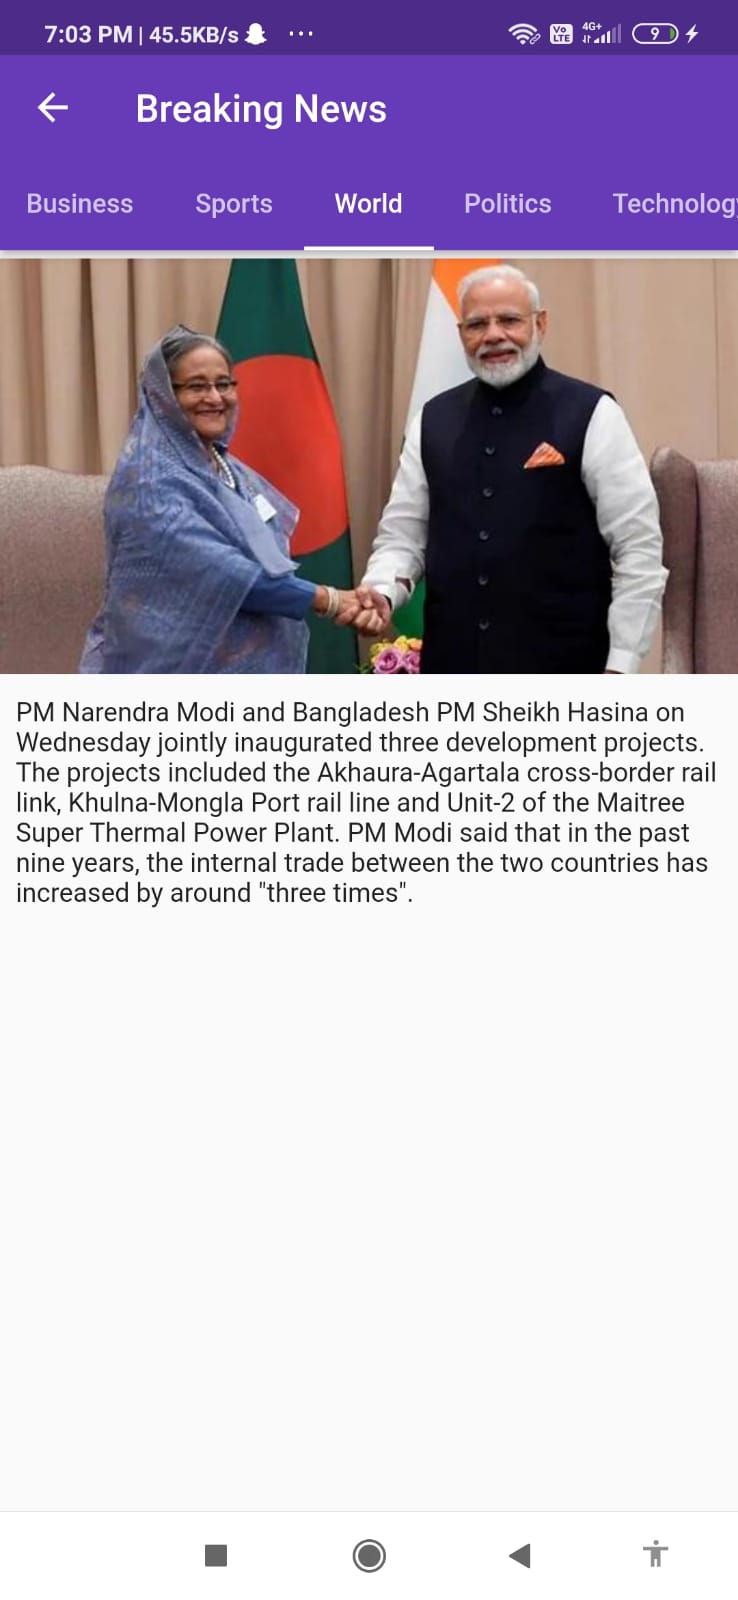 7:03 PM | 45.5KB/s
Vo LTE
4G+
9
Breaking News
Business Sports World Politics Technology
PM Narendra Modi and Bangladesh PM Sheikh Hasina on
Wednesday jointly inaugurated three development projects.
The projects included the Akhaura-Agartala cross-border rail
link, Khulna-Mongla Port rail line and Unit-2 of the Maitree
Super Thermal Power Plant. PM Modi said that in the past
nine years, the internal trade between the two countries has
increased by around "three times".